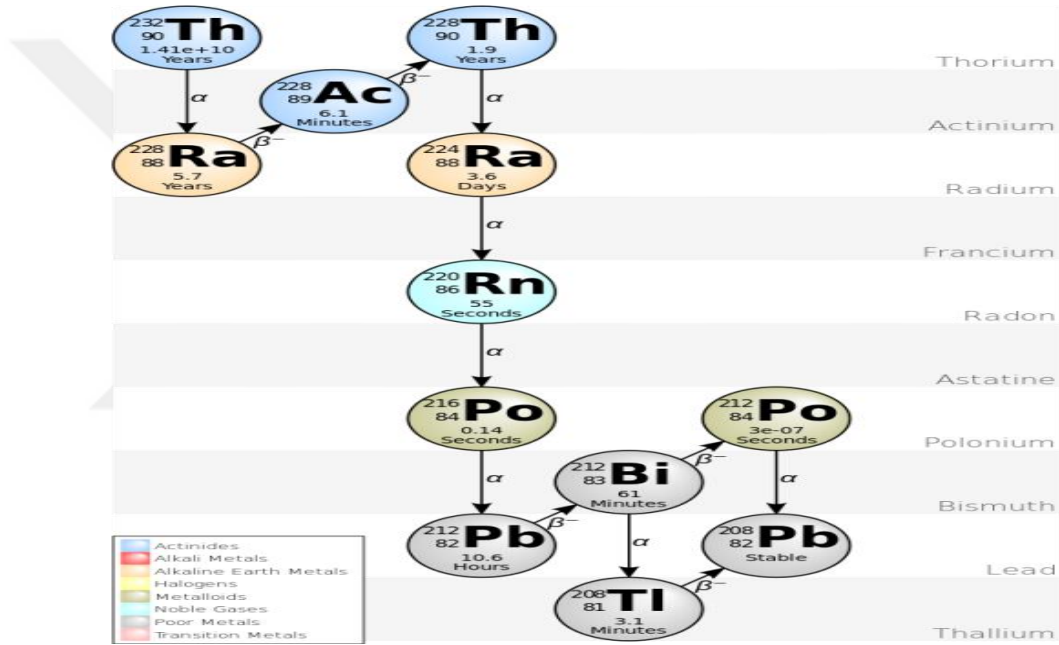 232
90
Th
1.41e+10
Years
228
90
Th
1.9
Years
Thorium
α
β⁻
228
89
Ac
6.1
Minutes
α
Actinium
β⁻
228
88
Ra
5.7
Years
224
88
Ra
3.6
Days
Radium
α
Francium
220
86
Rn
55
Seconds
Radon
α
Astatine
216
84
Po
0.14
Seconds
212
84
Po
3e-07
Seconds
Polonium
β⁻
α
212
83
Bi
61
Minutes
α
Bismuth
212
82
Pb
10.6
Hours
β⁻
α
208
82
Pb
Stable
Lead
β⁻
208
81
Tl
3.1
Minutes
Thallium
Actinides
Alkali Metals
Alkaline Earth Metals
Halogens
Metalloids
Noble Gases
Poor Metals
Transition Metals